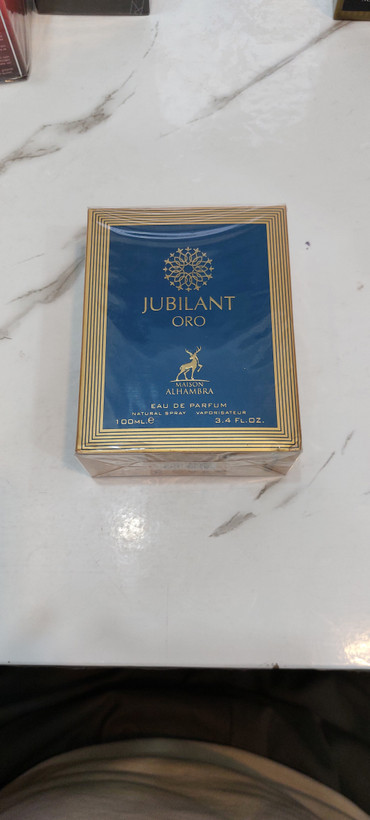 JUBILANT
ORO
MAISON
ALHAMBRA
EAU DE PARFUM
NATURAL SPRAY VAPORISATEUR
100ML.℮ 3.4 FL.OZ.